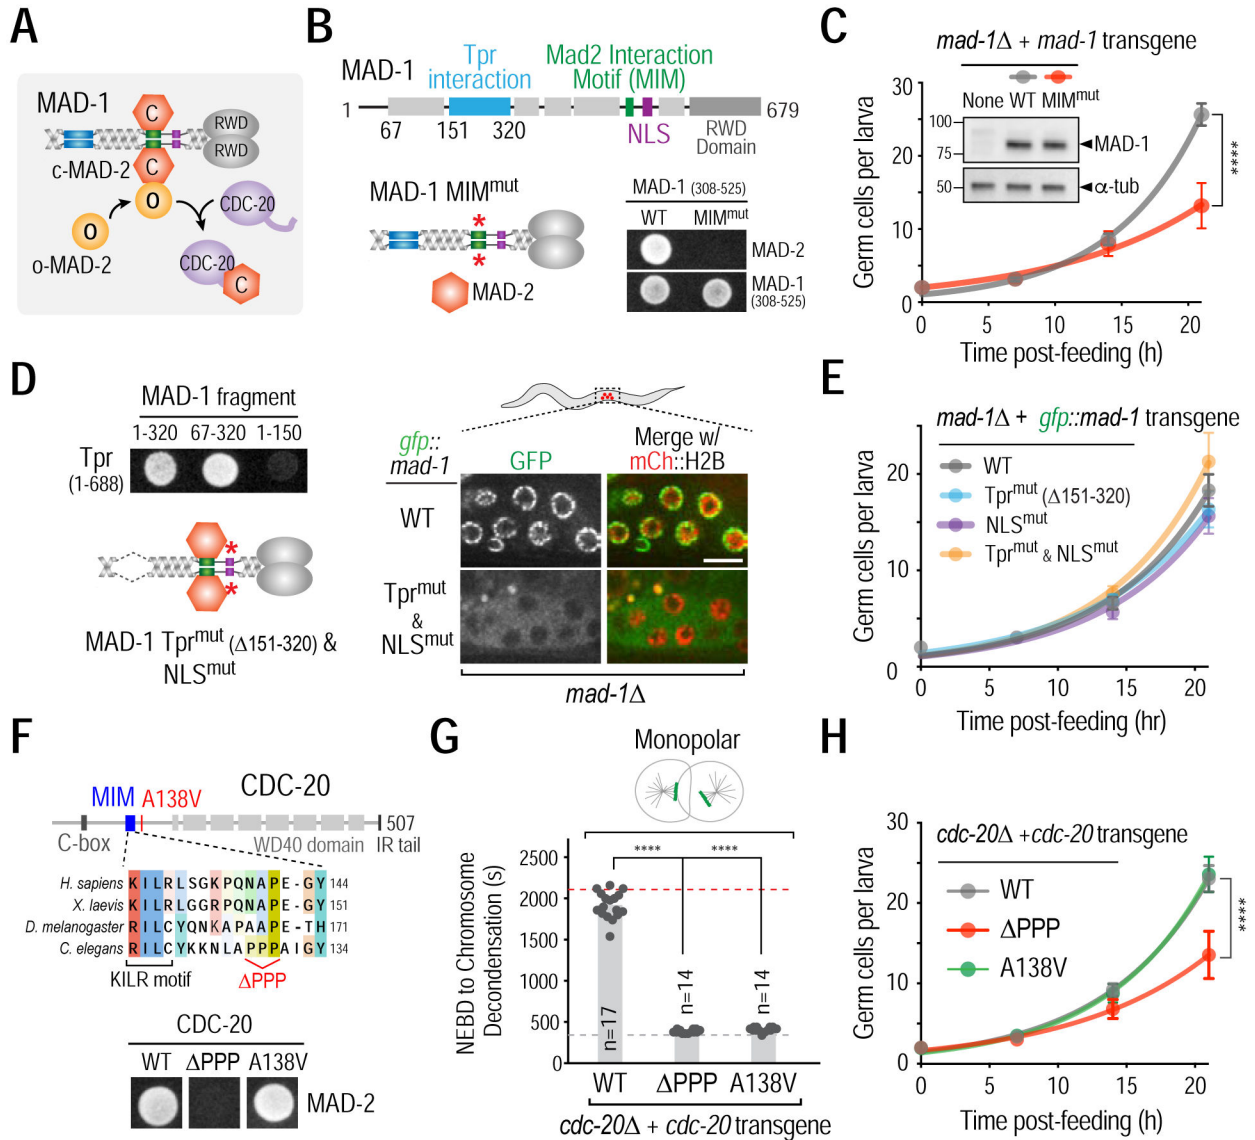 A
MAD-1
C
RWD
RWD
c-MAD-2
C
O
O
o-MAD-2
CDC-20
CDC-20
C
B
MAD-1
Tpr interaction
Mad2 Interaction Motif (MIM)
1
679
67
151
320
NLS
RWD Domain
MAD-1 MIMmut
*
*
MAD-2
MAD-1 (308-525)
WT
MIMmut
MAD-2
MAD-1 (308-525)
C
mad-1Δ + mad-1 transgene
None WT MIMmut
100
75
50
MAD-1
α-tub
****
Germ cells per larva
30
20
10
0
0 5 10 15 20
Time post-feeding (h)
D
MAD-1 fragment
1-320 67-320 1-150
Tpr (1-688)
*
*
MAD-1 Tprmut (Δ151-320) & NLSmut
gfp:: mad-1
GFP
Merge w/ mCh::H2B
WT
Tprmut & NLSmut
mad-1Δ
E
mad-1Δ + gfp::mad-1 transgene
WT
Tprmut (Δ151-320)
NLSmut
Tprmut & NLSmut
Germ cells per larva
20
10
0
0 5 10 15 20
Time post-feeding (hr)
F
CDC-20
MIM
A138V
507
C-box
WD40 domain
IR tail
H. sapiens KILRLSGKPQNAPE-GY 144
X. laevis KILRLGGRPQNAPE-GY 151
D. melanogaster RILCYQNKAPAAPE-TH 171
C. elegans RILCYKKNLAPPPAIGY 134
KILR motif
ΔPPP
CDC-20
WT ΔPPP A138V
MAD-2
G
Monopolar
**** ****
NEBD to Chromosome Decondensation (s)
2500
2000
1500
1000
500
0
n=17
n=14
n=14
WT ΔPPP A138V
cdc-20Δ + cdc-20 transgene
H
cdc-20Δ + cdc-20 transgene
WT
ΔPPP
A138V
****
Germ cells per larva
30
20
10
0
0 5 10 15 20
Time post-feeding (h)